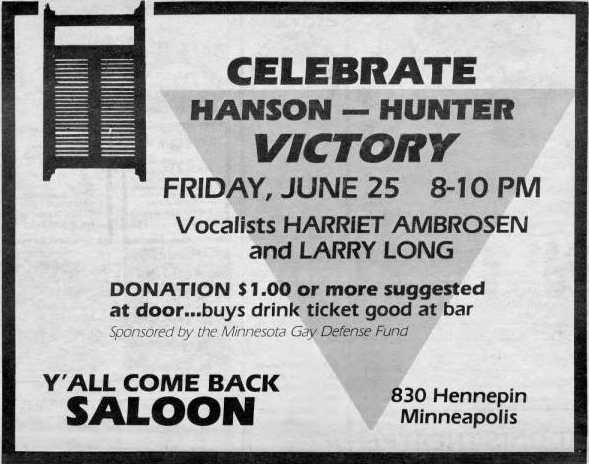 CELEBRATE
HANSON — HUNTER
VICTORY
FRIDAY, JUNE 25 8-10 PM
Vocalists HARRIET AMBROSEN
and LARRY LONG
DONATION $1.00 or more suggested
at door...buys drink ticket good at bar
Sponsored by the Minnesota Gay Defense Fund
Y'ALL COME BACK
SALOON
830 Hennepin
Minneapolis